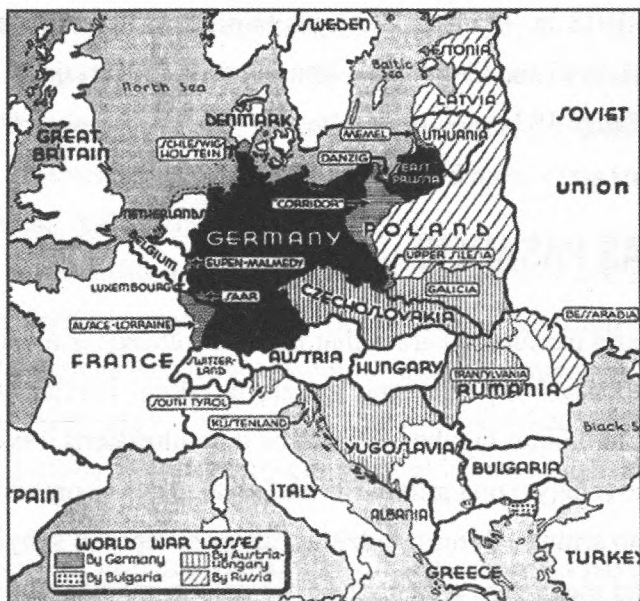 SWEDEN
ESTONIA
Baltic
Sea
North Sea
LATVIA
SOVIET
DENMARK
MEMEL
LITHUANIA
GREAT
BRITAIN
SCHLESWIG
HOLSTEIN
DANZIG
EAST
PRUSSIA
UNION
"CORRIDOR"
NETHERLANDS
POLAND
GERMANY
BELGIUM
UPPER SILESIA
EUPEN-MALMEDY
GALICIA
LUXEMBOURG
SAAR
CZECHOSLOVAKIA
BESSARABIA
ALSACE-LORRAINE
FRANCE
SWITZER-
LAND
AUSTRIA
HUNGARY
TRANSYLVANIA
RUMANIA
SOUTH TYROL
KUSTENLAND
Black S
YUGOSLAVIA
BULGARIA
SPAIN
ITALY
ALBANIA
WORLD WAR LOSSES
By Germany
By Austria-
Hungary
By Bulgaria
By Russia
TURKEY
GREECE